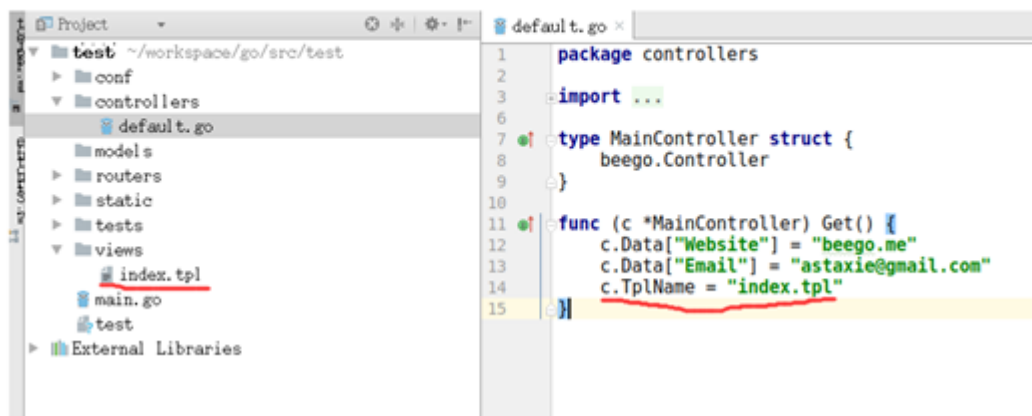 Project
test ~/workspace/go/src/test
conf
controllers
default.go
models
routers
static
tests
views
index.tpl
main.go
test
External Libraries
default.go
1 package controllers
2
3 import ...
6
7 type MainController struct {
8 beego.Controller
9 }
10
11 func (c *MainController) Get() {
12 c.Data["Website"] = "beego.me"
13 c.Data["Email"] = "astaxie@gmail.com"
14 c.TplName = "index.tpl"
15 }